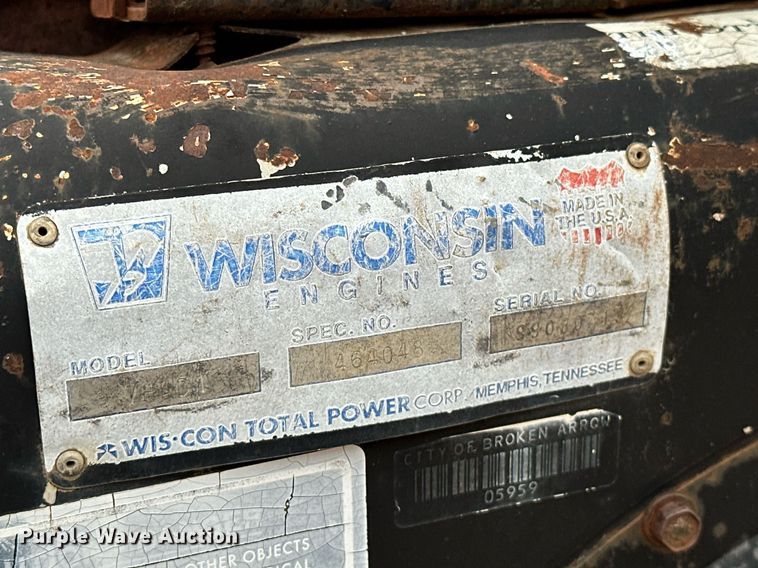 MADE IN
THE U.S.A.
WISCONSIN
ENGINES
MODEL
SPEC. NO.
464048
SERIAL NO.
WIS•CON TOTAL POWER CORP. MEMPHIS, TENNESSEE
CITY OF BROKEN ARROW
05959
OTHER OBJECTS
Purple Wave Auction